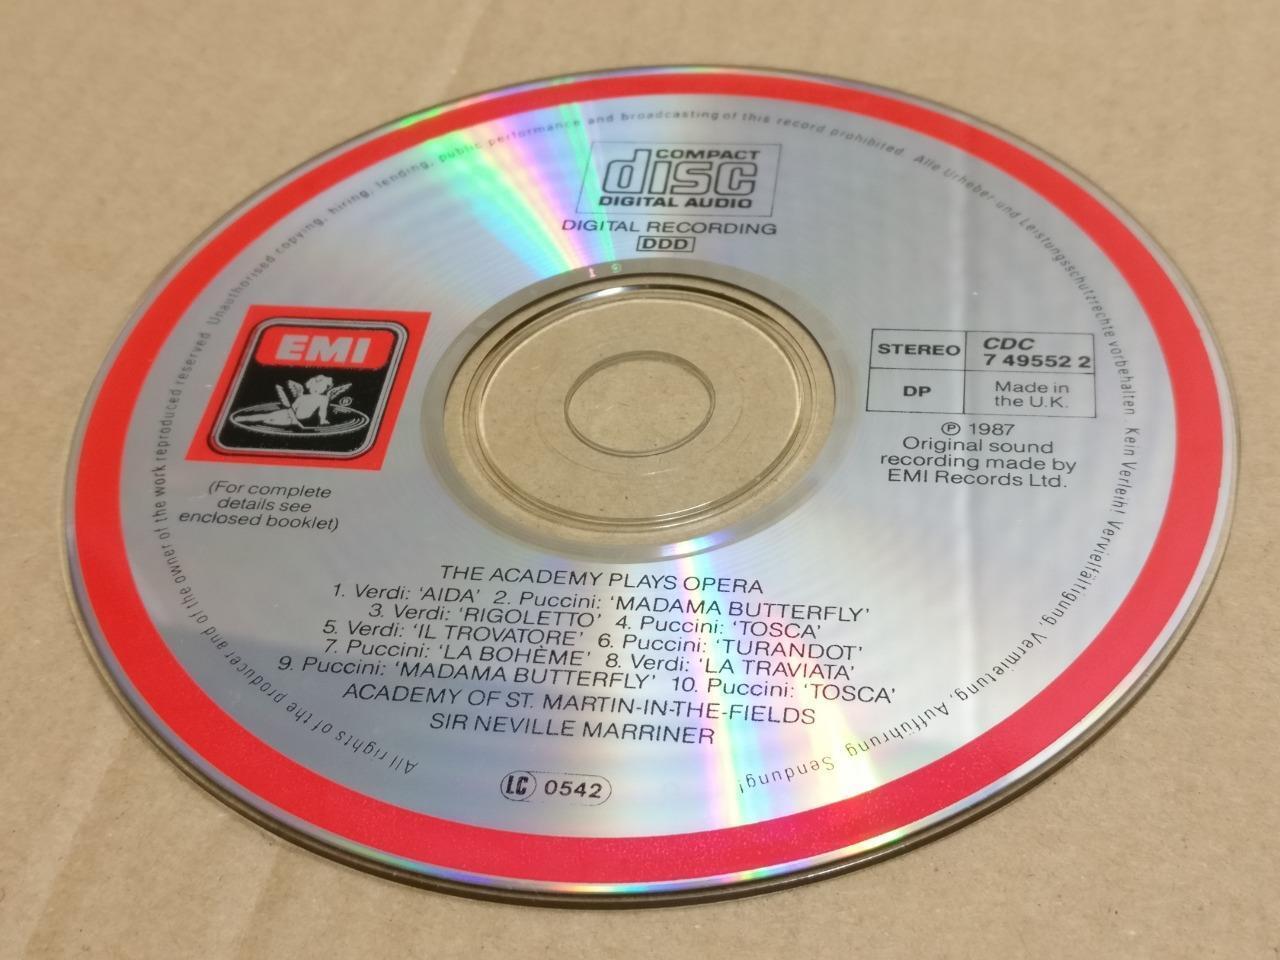 All rights of the producer and of the owner of the work reproduced reserved. Unauthorised copying, hiring, lending, public performance and broadcasting of this record prohibited. Alle Urheber und Leistungsschutzrechte vorbehalten. Kein Verleih! Vervielfältigung, Vermietung, Aufführung, Sendung!
COMPACT
disc
DIGITAL AUDIO
DIGITAL RECORDING
DDD
1 9
EMI
®
(For complete
details see
enclosed booklet)
STEREO
CDC
7 49552 2
DP
Made in
the U.K.
℗ 1987
Original sound
recording made by
EMI Records Ltd.
THE ACADEMY PLAYS OPERA
1. Verdi: ‘AIDA’ 2. Puccini: ‘MADAMA BUTTERFLY’
3. Verdi: ‘RIGOLETTO’ 4. Puccini: ‘TOSCA’
5. Verdi: ‘IL TROVATORE’ 6. Puccini: ‘TURANDOT’
7. Puccini: ‘LA BOHÈME’ 8. Verdi: ‘LA TRAVIATA’
9. Puccini: ‘MADAMA BUTTERFLY’ 10. Puccini: ‘TOSCA’
ACADEMY OF ST. MARTIN-IN-THE-FIELDS
SIR NEVILLE MARRINER
LC 0542